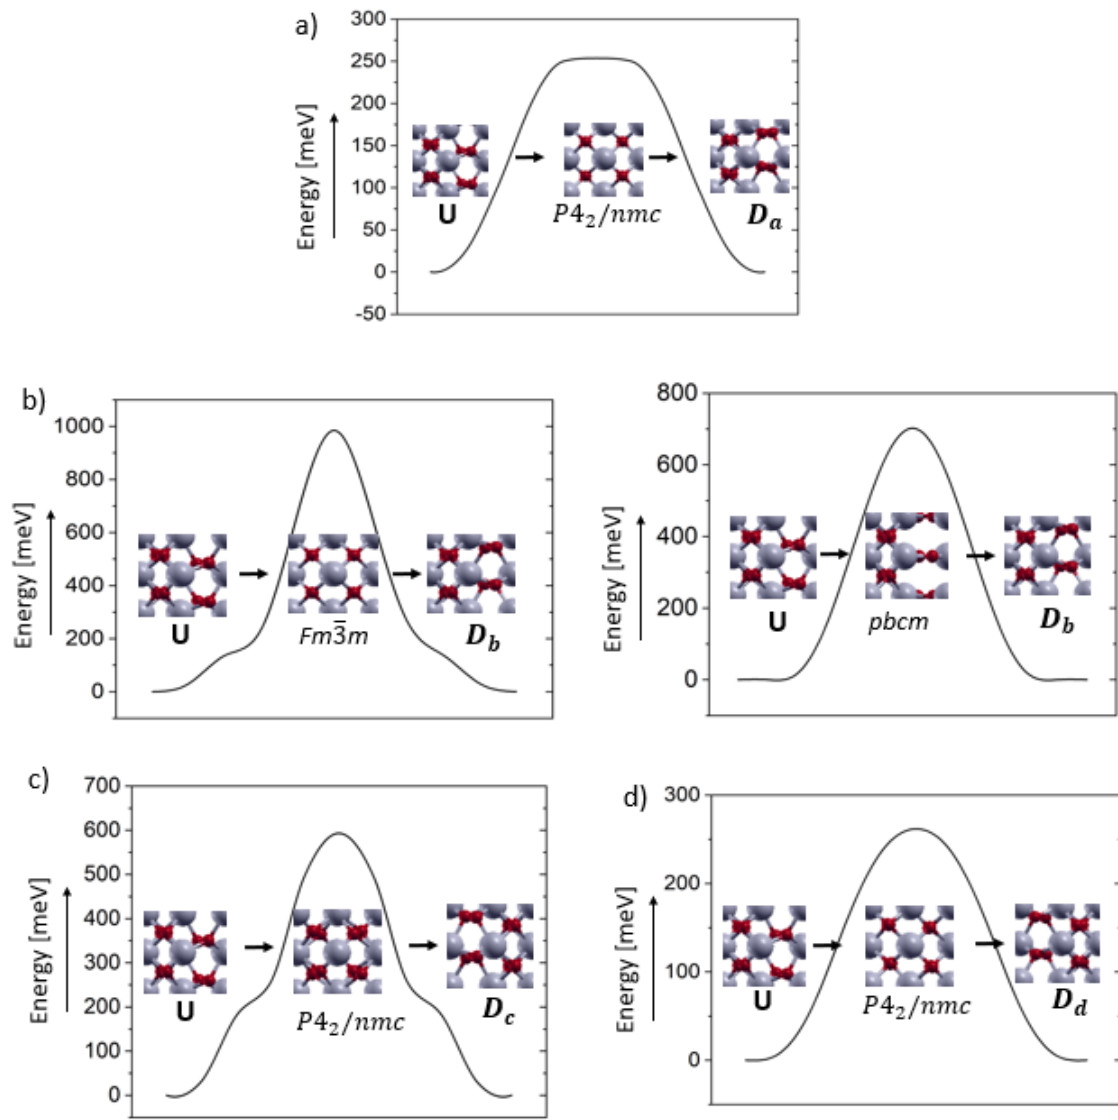 a)
Energy [meV]
300
250
200
150
100
50
0
-50
U
P4₂/nmc
Dₐ
b)
Energy [meV]
1000
800
600
400
200
0
U
Fm3̅m
D_b
Energy [meV]
800
600
400
200
0
U
pbcm
D_b
c)
Energy [meV]
700
600
500
400
300
200
100
0
U
P4₂/nmc
D_c
d)
Energy [meV]
300
200
100
0
U
P4₂/nmc
D_d